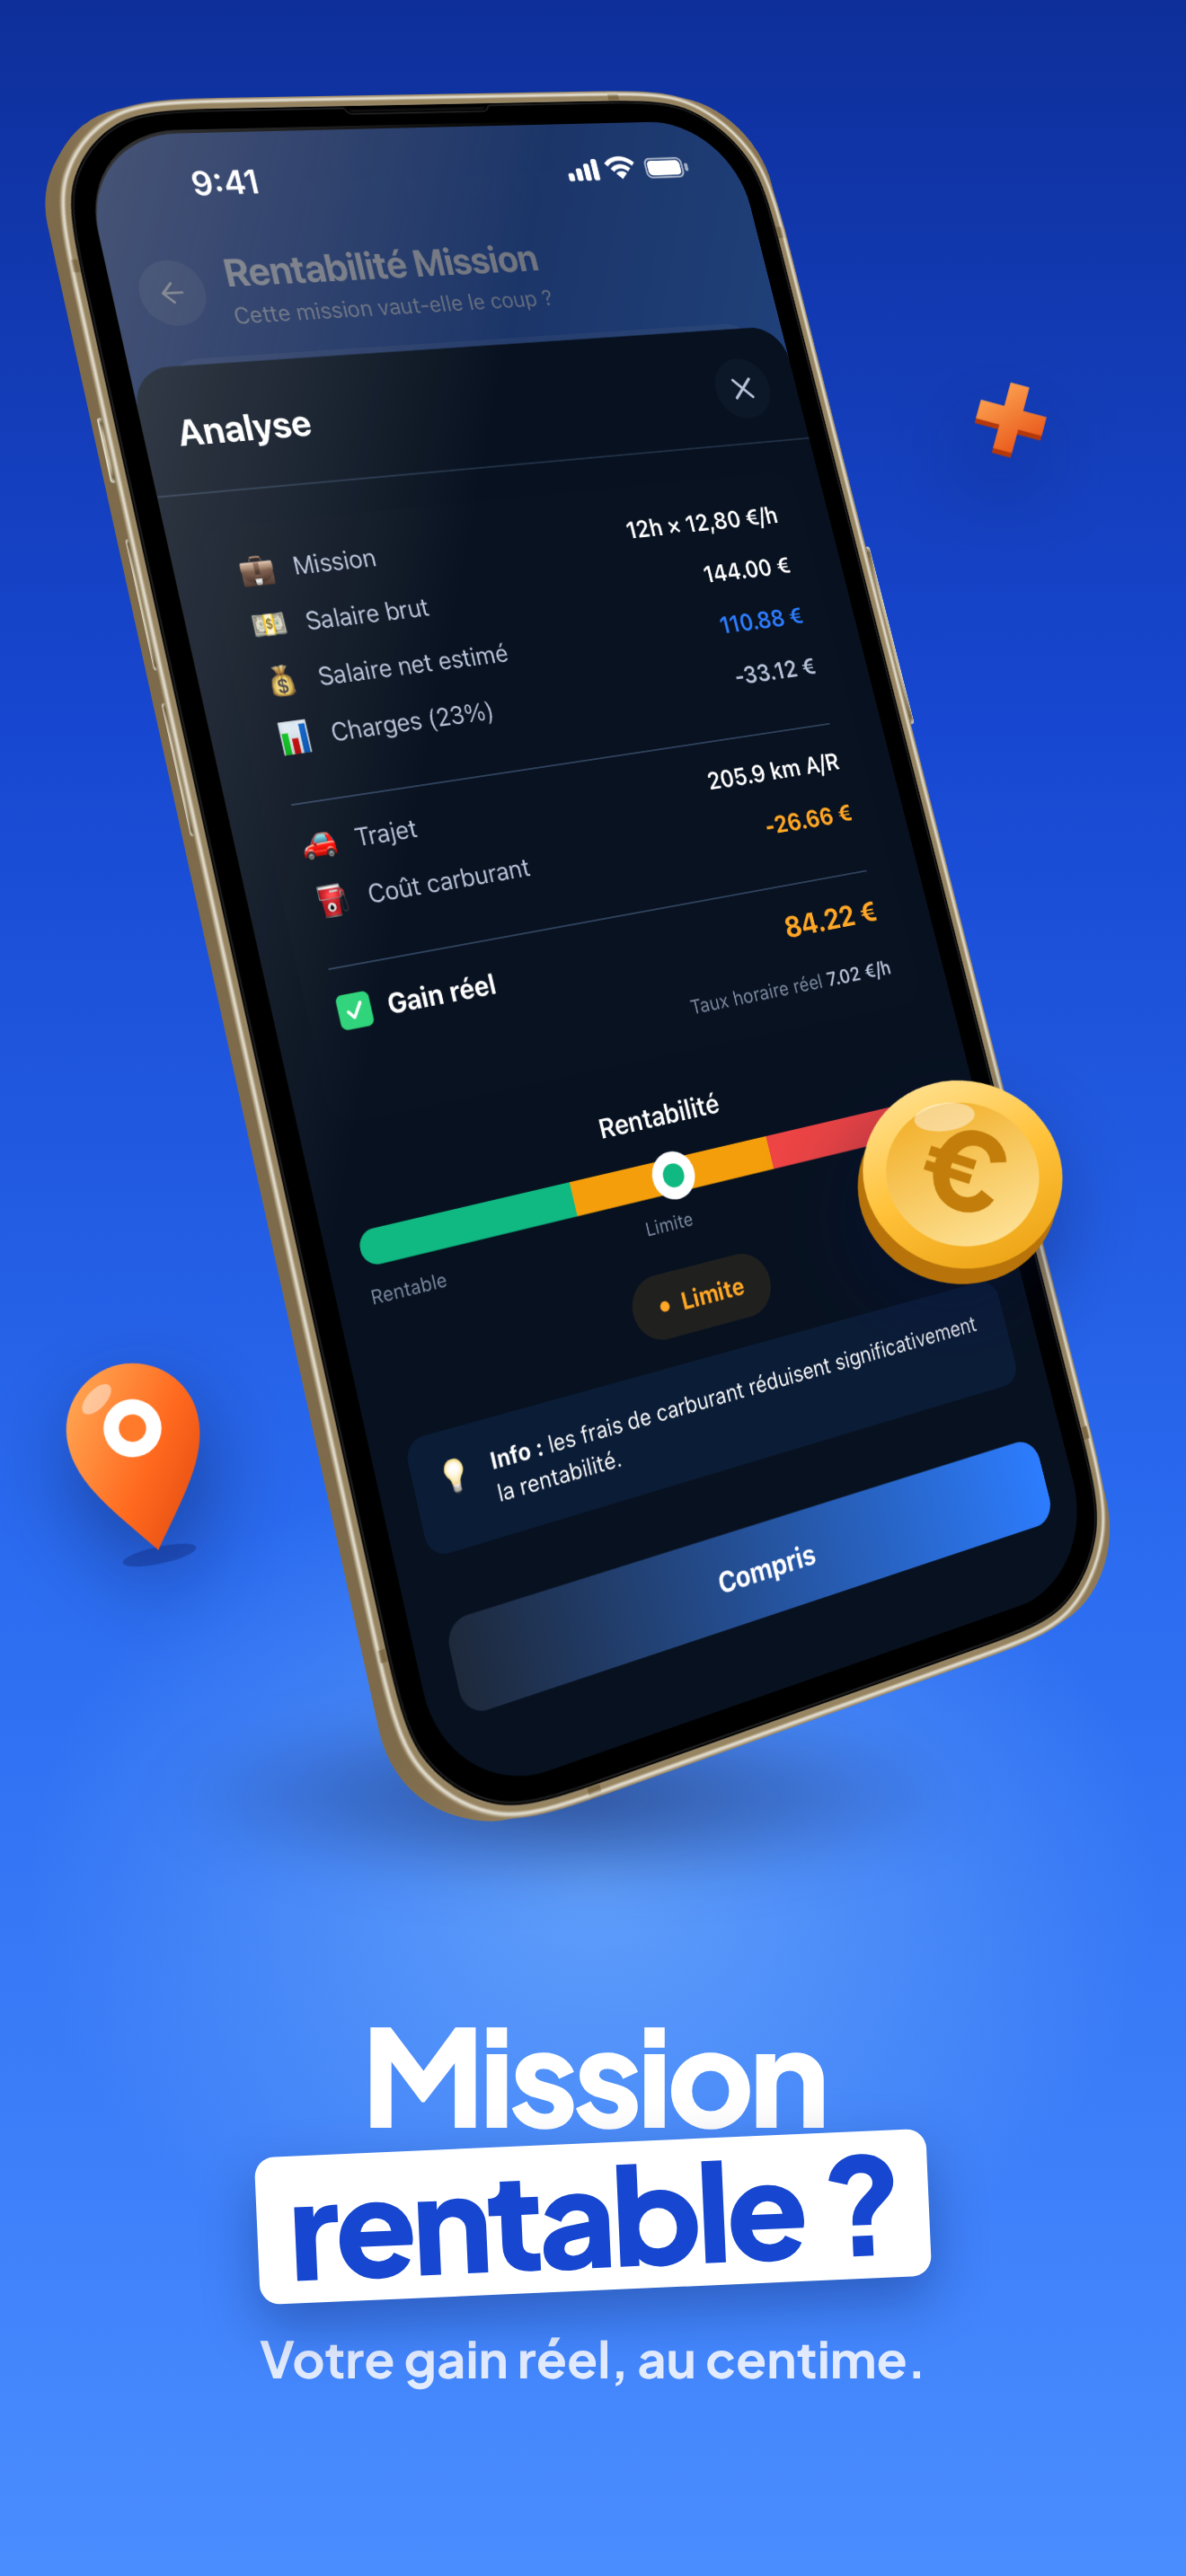 9:41
Rentabilité Mission
Cette mission vaut-elle le coup ?
Analyse
Mission 12h × 12,80 €/h
Salaire brut 144.00 €
Salaire net estimé 110.88 €
Charges (23%) -33.12 €
Trajet 205.9 km A/R
Coût carburant -26.66 €
Gain réel 84.22 €
Taux horaire réel 7.02 €/h
Rentabilité
Rentable Limite
Limite
Info : les frais de carburant réduisent significativement
la rentabilité.
Compris
Mission
rentable ?
Votre gain réel, au centime.